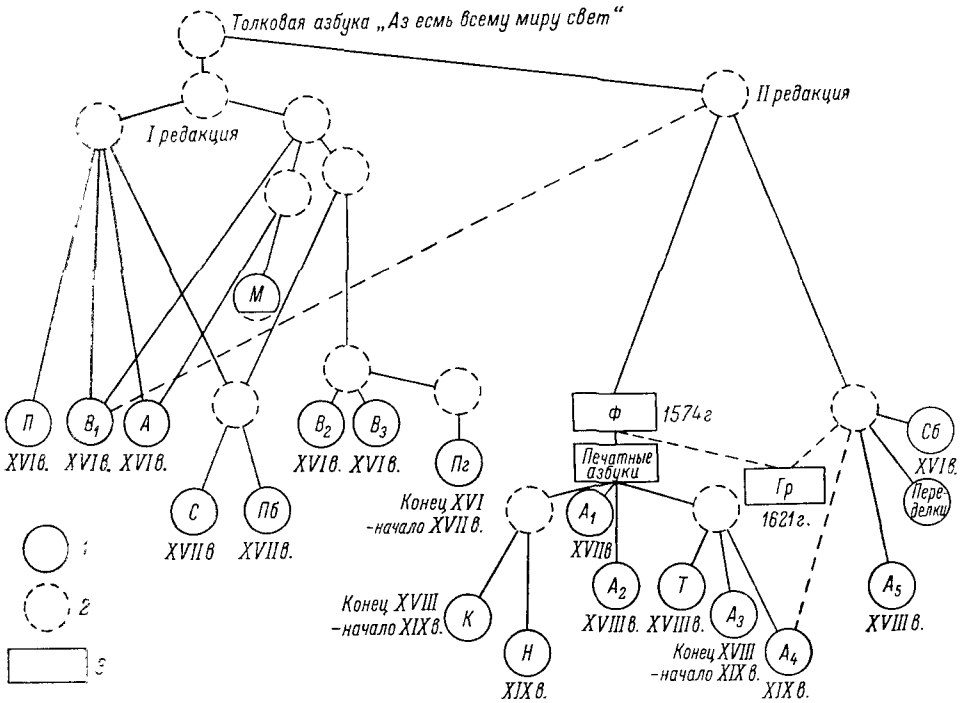 Толковая азбука „Аз есмь всему миру свет“
II редакция
I редакция
М
Ф
1574 г
П
В₁
А
В₂
В₃
Сб
XVI в.
XVI в.
XVI в.
XVI в.
XVI в.
XVI в.
Пг
Печатные
азбуки
Гр
1621 г.
Пере-
делки
Конец XVI
-начало XVII в.
С
Пб
XVII в
XVII в.
А₁
XVII в
1
2
3
Конец XVIII
-начало XIX в.
К
Н
XIX в.
А₂
XVIII в.
Т
XVIII в.
А₃
Конец XVIII
-начало XIX в.
А₄
XIX в.
А₅
XVIII в.